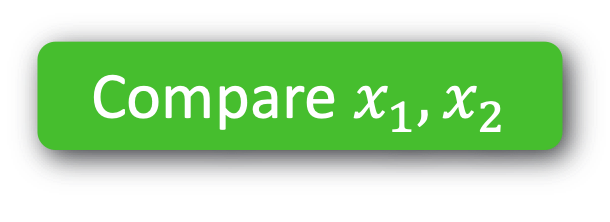 Compare x₁, x₂